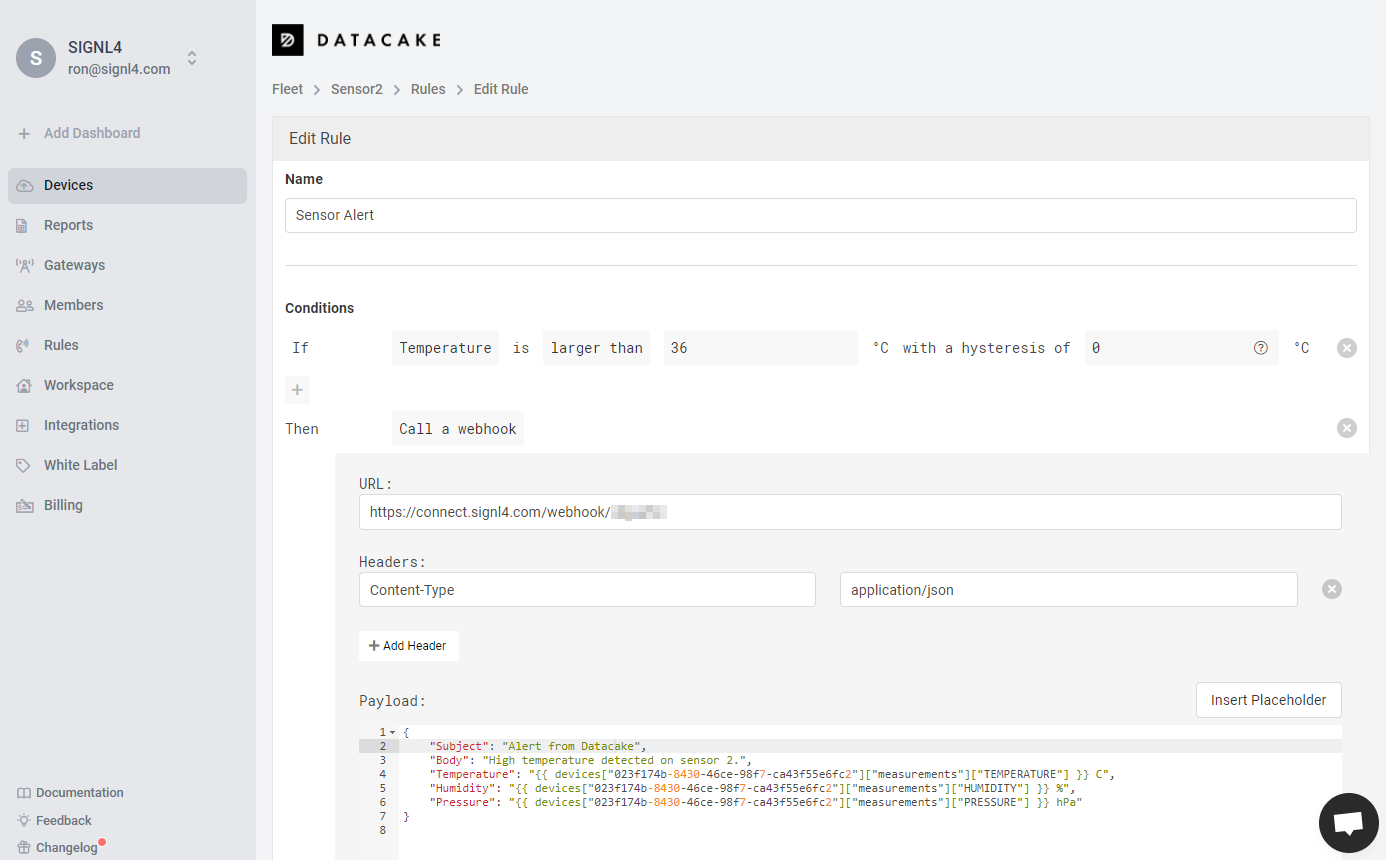 S
SIGNL4
ron@signl4.com
Add Dashboard
Devices
Reports
Gateways
Members
Rules
Workspace
Integrations
White Label
Billing
Documentation
Feedback
Changelog
DATACAKE
Fleet > Sensor2 > Rules > Edit Rule
Edit Rule
Name
Sensor Alert
Conditions
If Temperature is larger than 36 °C with a hysteresis of 0 °C
+
Then Call a webhook
URL:
https://connect.signl4.com/webhook/
Headers:
Content-Type application/json
+ Add Header
Payload: Insert Placeholder
1 {
2 "Subject": "Alert from Datacake",
3 "Body": "High temperature detected on sensor 2.",
4 "Temperature": "{{ devices["023f174b-8430-46ce-98f7-ca43f55e6fc2"]["measurements"]["TEMPERATURE"] }} C",
5 "Humidity": "{{ devices["023f174b-8430-46ce-98f7-ca43f55e6fc2"]["measurements"]["HUMIDITY"] }} %",
6 "Pressure": "{{ devices["023f174b-8430-46ce-98f7-ca43f55e6fc2"]["measurements"]["PRESSURE"] }} hPa"
7 }
8